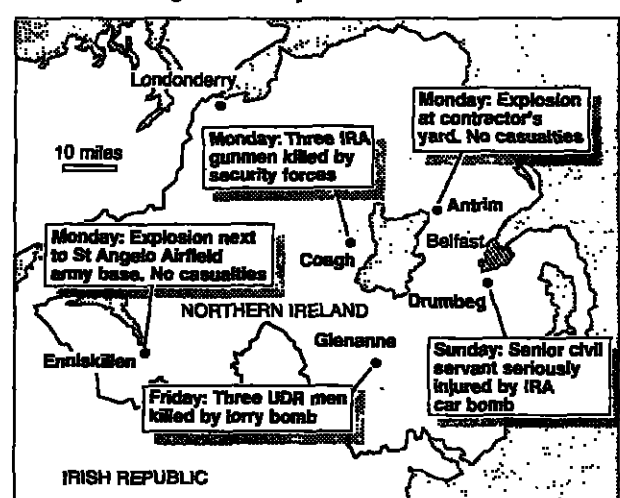 Londonderry
Monday: Explosion
at contractor's
yard. No casualties
Monday: Three IRA
gunmen killed by
security forces
10 miles
Antrim
Monday: Explosion next
to St Angelo Airfield
army base. No casualties
Coagh
Belfast
Drumbeg
NORTHERN IRELAND
Glenanne
Enniskillen
Sunday: Senior civil
servant seriously
injured by IRA
car bomb
Friday: Three UDR men
killed by lorry bomb
IRISH REPUBLIC